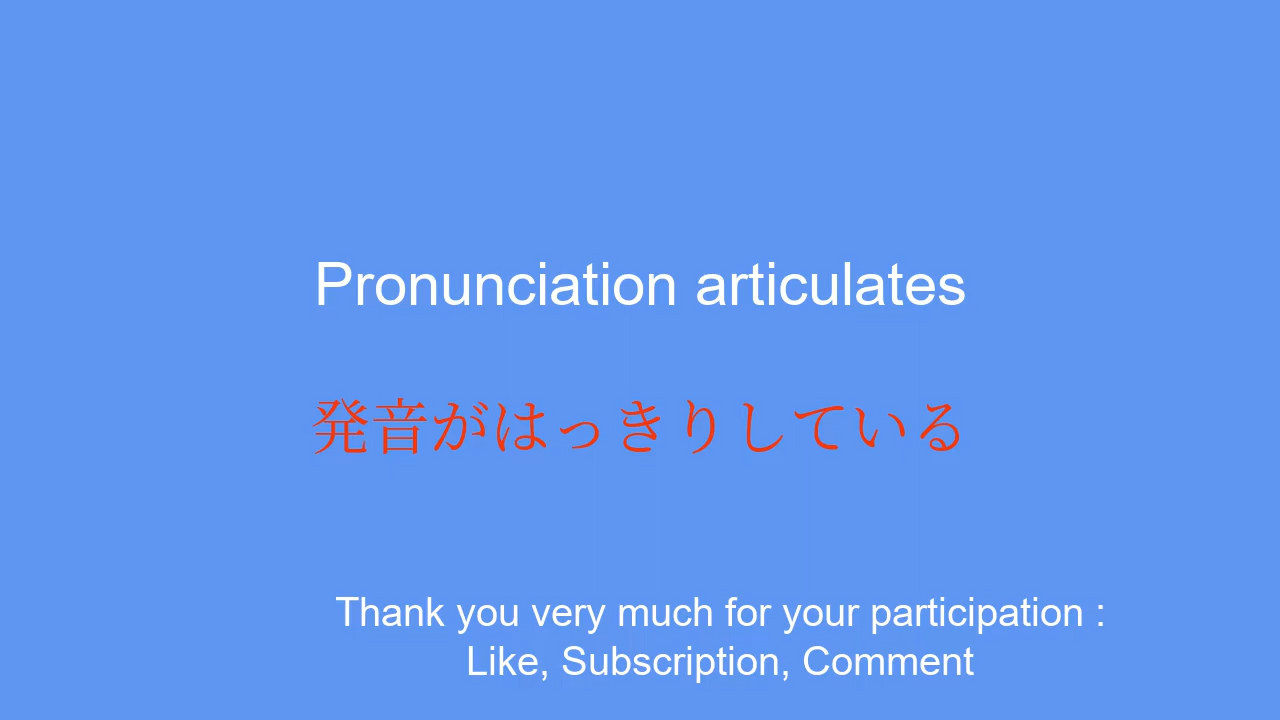 Pronunciation articulates
発音がはっきりしている
Thank you very much for your participation :
Like, Subscription, Comment